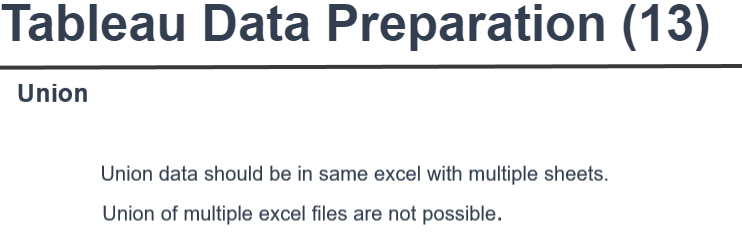 Tableau Data Preparation (13)
Union
Union data should be in same excel with multiple sheets.
Union of multiple excel files are not possible.